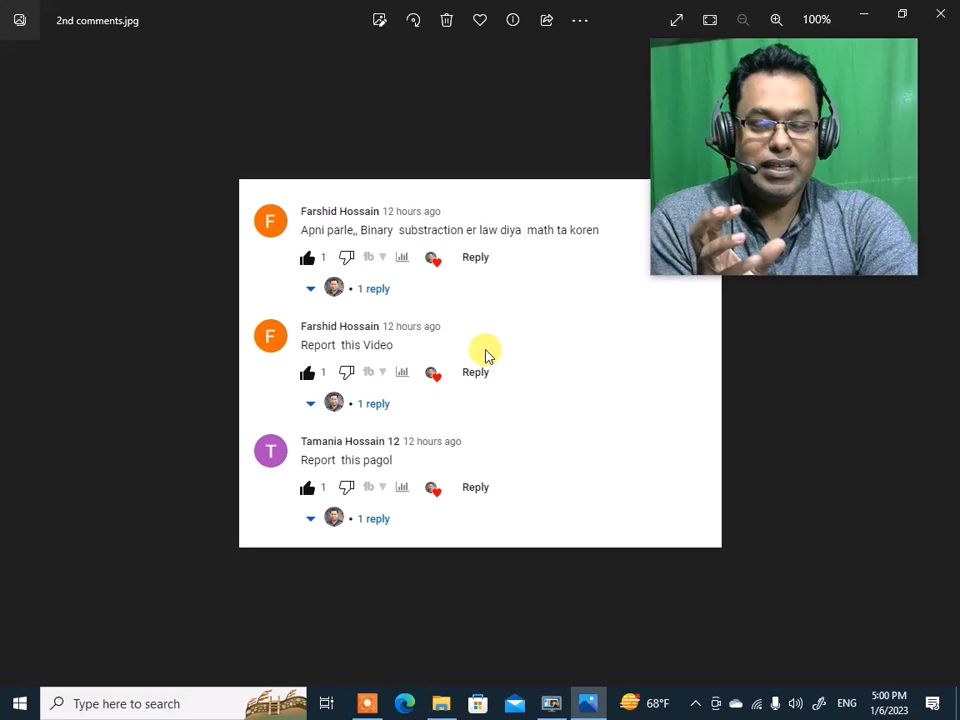 2nd comments.jpg
100%
F
Farshid Hossain 12 hours ago
Apni parle,, Binary substraction er law diya math ta koren
1
Reply
1 reply
F
Farshid Hossain 12 hours ago
Report this Video
1
Reply
1 reply
T
Tamania Hossain 12 12 hours ago
Report this pagol
1
Reply
1 reply
Type here to search
68°F
ENG
5:00 PM
1/6/2023